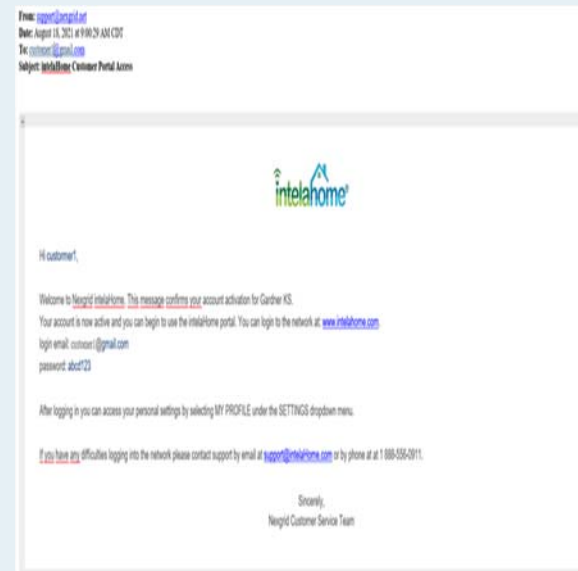 From: support@nexgrid.net
Date: August 18, 2021 at 9:00:29 AM CDT
To: customer1@gmail.com
Subject: intelaHome Customer Portal Access
intelahome
Hi customer1,
Welcome to Nexgrid intelaHome. This message confirms your account activation for Gardner KS.
Your account is now active and you can begin to use the intelaHome portal. You can login to the network at: www.intelahome.com
login email: customer1@gmail.com
password: abcd123
After logging in you can access your personal settings by selecting MY PROFILE under the SETTINGS dropdown menu.
If you have any difficulties logging into the network please contact support by email at support@intelaHome.com or by phone at at 1 888-556-0911.
Sincerely,
Nexgrid Customer Service Team